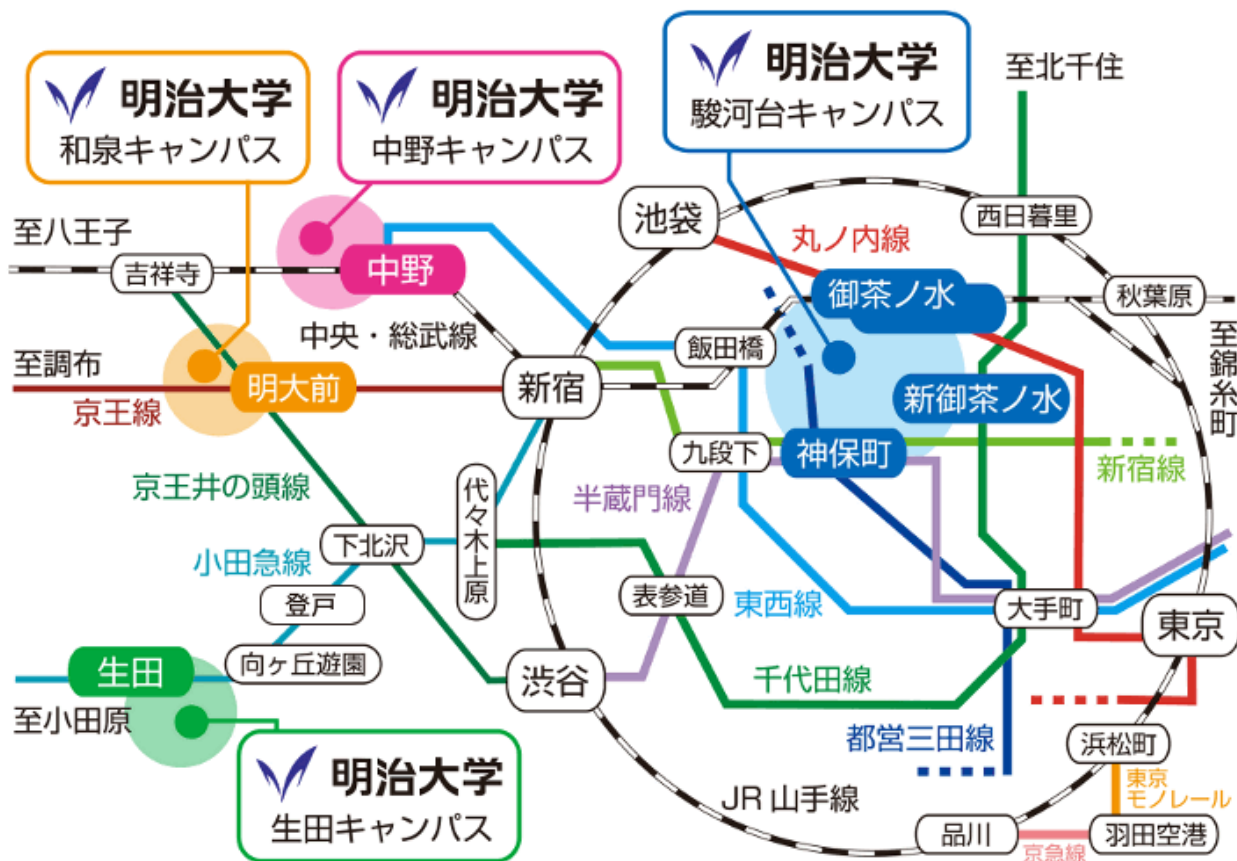 明治大学
和泉キャンパス
明治大学
中野キャンパス
明治大学
駿河台キャンパス
至北千住
至八王子
吉祥寺
中野
池袋
丸ノ内線
西日暮里
御茶ノ水
秋葉原
中央・総武線
飯田橋
至錦糸町
至調布
京王線
明大前
新宿
新御茶ノ水
九段下
神保町
新宿線
京王井の頭線
代々木上原
半蔵門線
小田急線
下北沢
登戸
表参道
東西線
大手町
東京
生田
向ヶ丘遊園
渋谷
千代田線
至小田原
都営三田線
浜松町
明治大学
生田キャンパス
JR山手線
東京
モノレール
品川
京急線
羽田空港